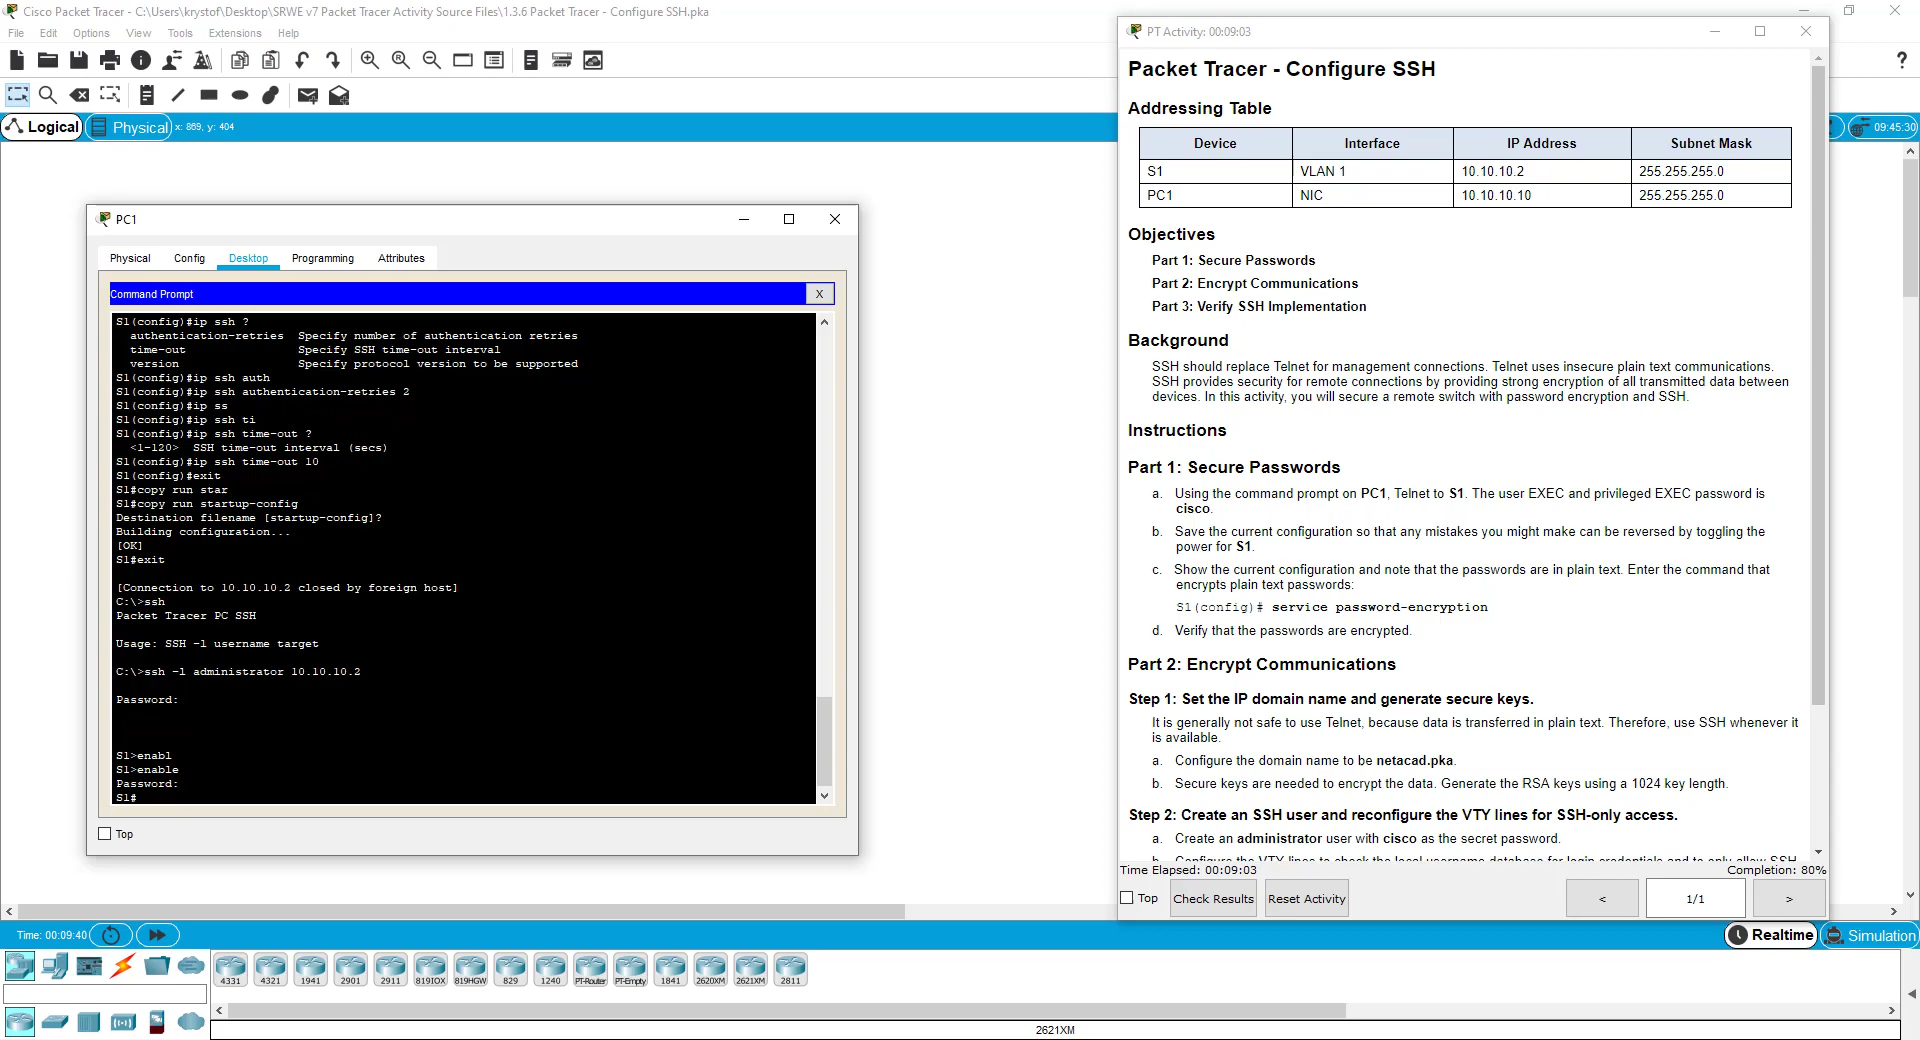 Cisco Packet Tracer - C:\Users\krystof\Desktop\SRWE v7 Packet Tracer Activity Source Files\1.3.6 Packet Tracer - Configure SSH.pka
File Edit Options View Tools Extensions Help
Logical Physical x: 869, y: 404
09:45:30
PC1
Physical Config Desktop Programming Attributes
Command Prompt X
S1(config)#ip ssh ?
authentication-retries Specify number of authentication retries
time-out Specify SSH time-out interval
version Specify protocol version to be supported
S1(config)#ip ssh auth
S1(config)#ip ssh authentication-retries 2
S1(config)#ip ss
S1(config)#ip ssh ti
S1(config)#ip ssh time-out ?
<1-120> SSH time-out interval (secs)
S1(config)#ip ssh time-out 10
S1(config)#exit
S1#copy run star
S1#copy run startup-config
Destination filename [startup-config]?
Building configuration...
[OK]
S1#exit
[Connection to 10.10.10.2 closed by foreign host]
C:\>ssh
Packet Tracer PC SSH
Usage: SSH -l username target
C:\>ssh -l administrator 10.10.10.2
Password:
S1>enabl
S1>enable
Password:
S1#
Top
PT Activity: 00:09:03
Packet Tracer - Configure SSH
Addressing Table
Device Interface IP Address Subnet Mask
S1 VLAN 1 10.10.10.2 255.255.255.0
PC1 NIC 10.10.10.10 255.255.255.0
Objectives
Part 1: Secure Passwords
Part 2: Encrypt Communications
Part 3: Verify SSH Implementation
Background
SSH should replace Telnet for management connections. Telnet uses insecure plain text communications.
SSH provides security for remote connections by providing strong encryption of all transmitted data between
devices. In this activity, you will secure a remote switch with password encryption and SSH.
Instructions
Part 1: Secure Passwords
a. Using the command prompt on PC1, Telnet to S1. The user EXEC and privileged EXEC password is
cisco.
b. Save the current configuration so that any mistakes you might make can be reversed by toggling the
power for S1.
c. Show the current configuration and note that the passwords are in plain text. Enter the command that
encrypts plain text passwords:
S1(config)# service password-encryption
d. Verify that the passwords are encrypted.
Part 2: Encrypt Communications
Step 1: Set the IP domain name and generate secure keys.
It is generally not safe to use Telnet, because data is transferred in plain text. Therefore, use SSH whenever it
is available.
a. Configure the domain name to be netacad.pka.
b. Secure keys are needed to encrypt the data. Generate the RSA keys using a 1024 key length.
Step 2: Create an SSH user and reconfigure the VTY lines for SSH-only access.
a. Create an administrator user with cisco as the secret password.
b. Configure the VTY lines to check the local username database for login credentials and to only allow SSH
Time Elapsed: 00:09:03 Completion: 80%
Top Check Results Reset Activity < 1/1 >
Time: 00:09:40 Realtime Simulation
4331 4321 1941 2901 2911 819IOX 819HGW 829 1240 PT-Router PT-Empty 1841 2620XM 2621XM 2811
2621XM